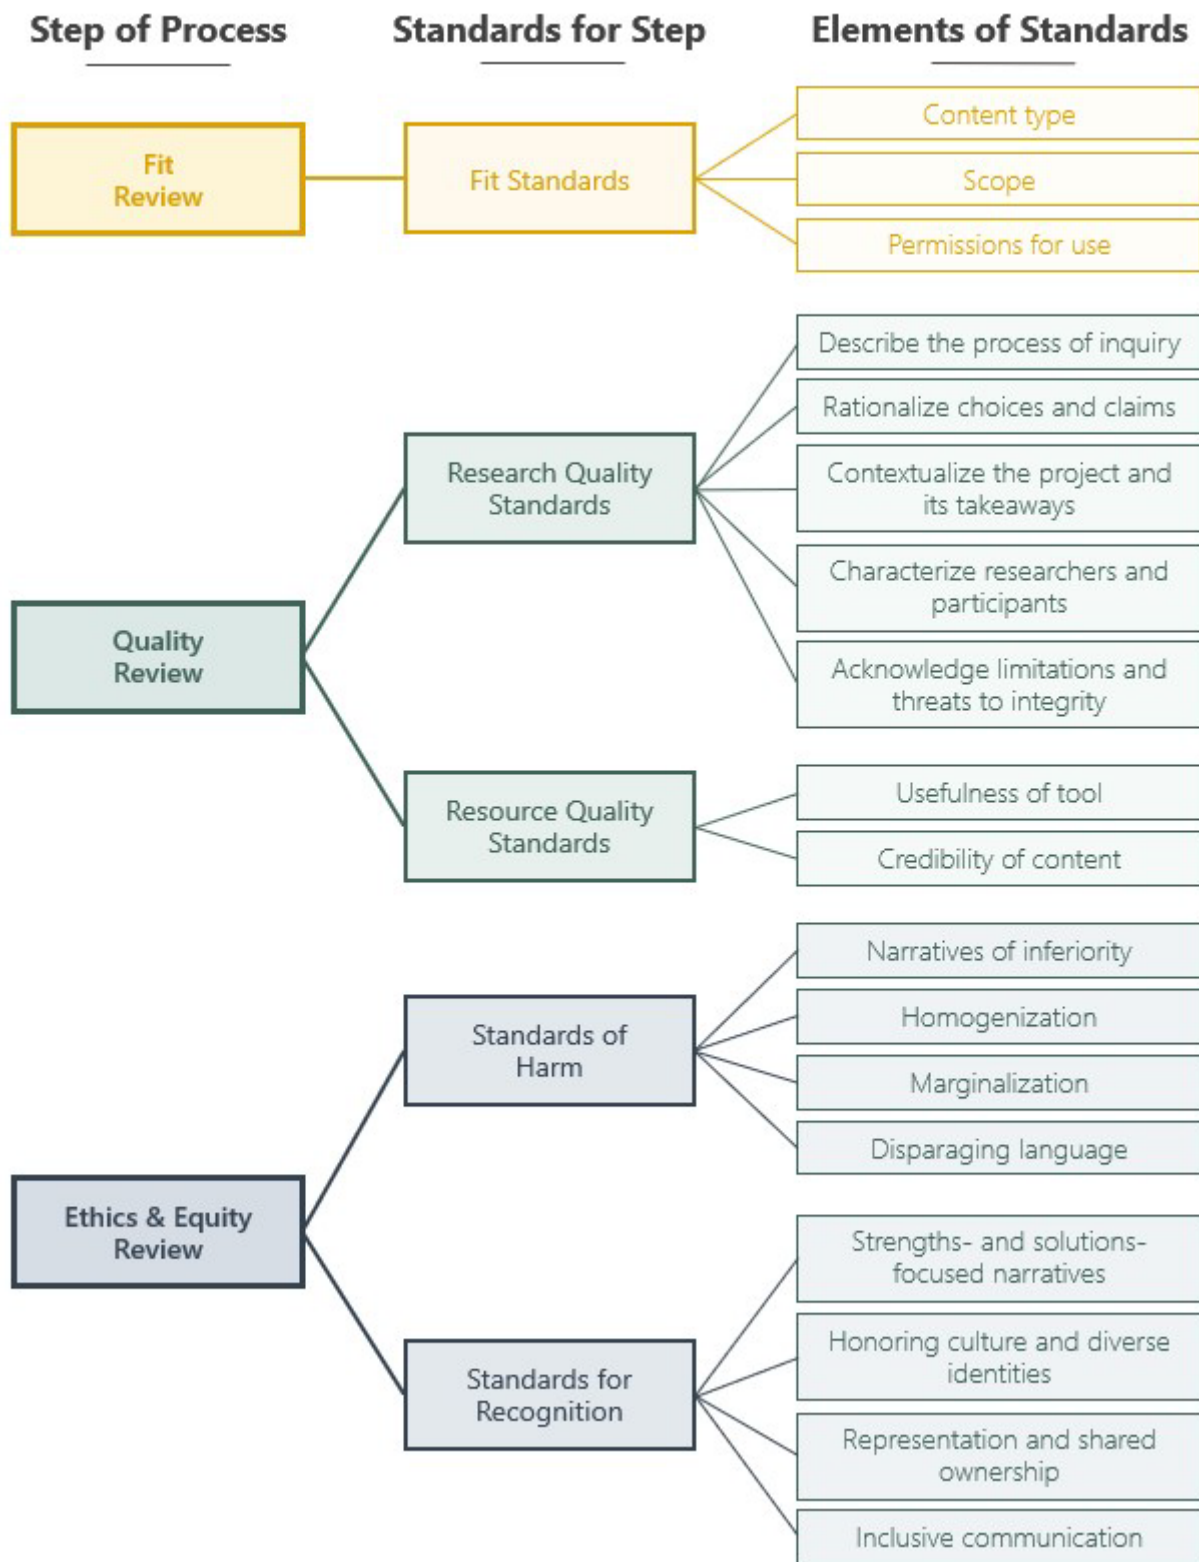 Step of Process
Standards for Step
Elements of Standards
Fit
Review
Fit Standards
Content type
Scope
Permissions for use
Quality
Review
Research Quality
Standards
Describe the process of inquiry
Rationalize choices and claims
Contextualize the project and
its takeaways
Characterize researchers and
participants
Acknowledge limitations and
threats to integrity
Resource Quality
Standards
Usefulness of tool
Credibility of content
Ethics & Equity
Review
Standards of
Harm
Narratives of inferiority
Homogenization
Marginalization
Disparaging language
Standards for
Recognition
Strengths- and solutions-
focused narratives
Honoring culture and diverse
identities
Representation and shared
ownership
Inclusive communication